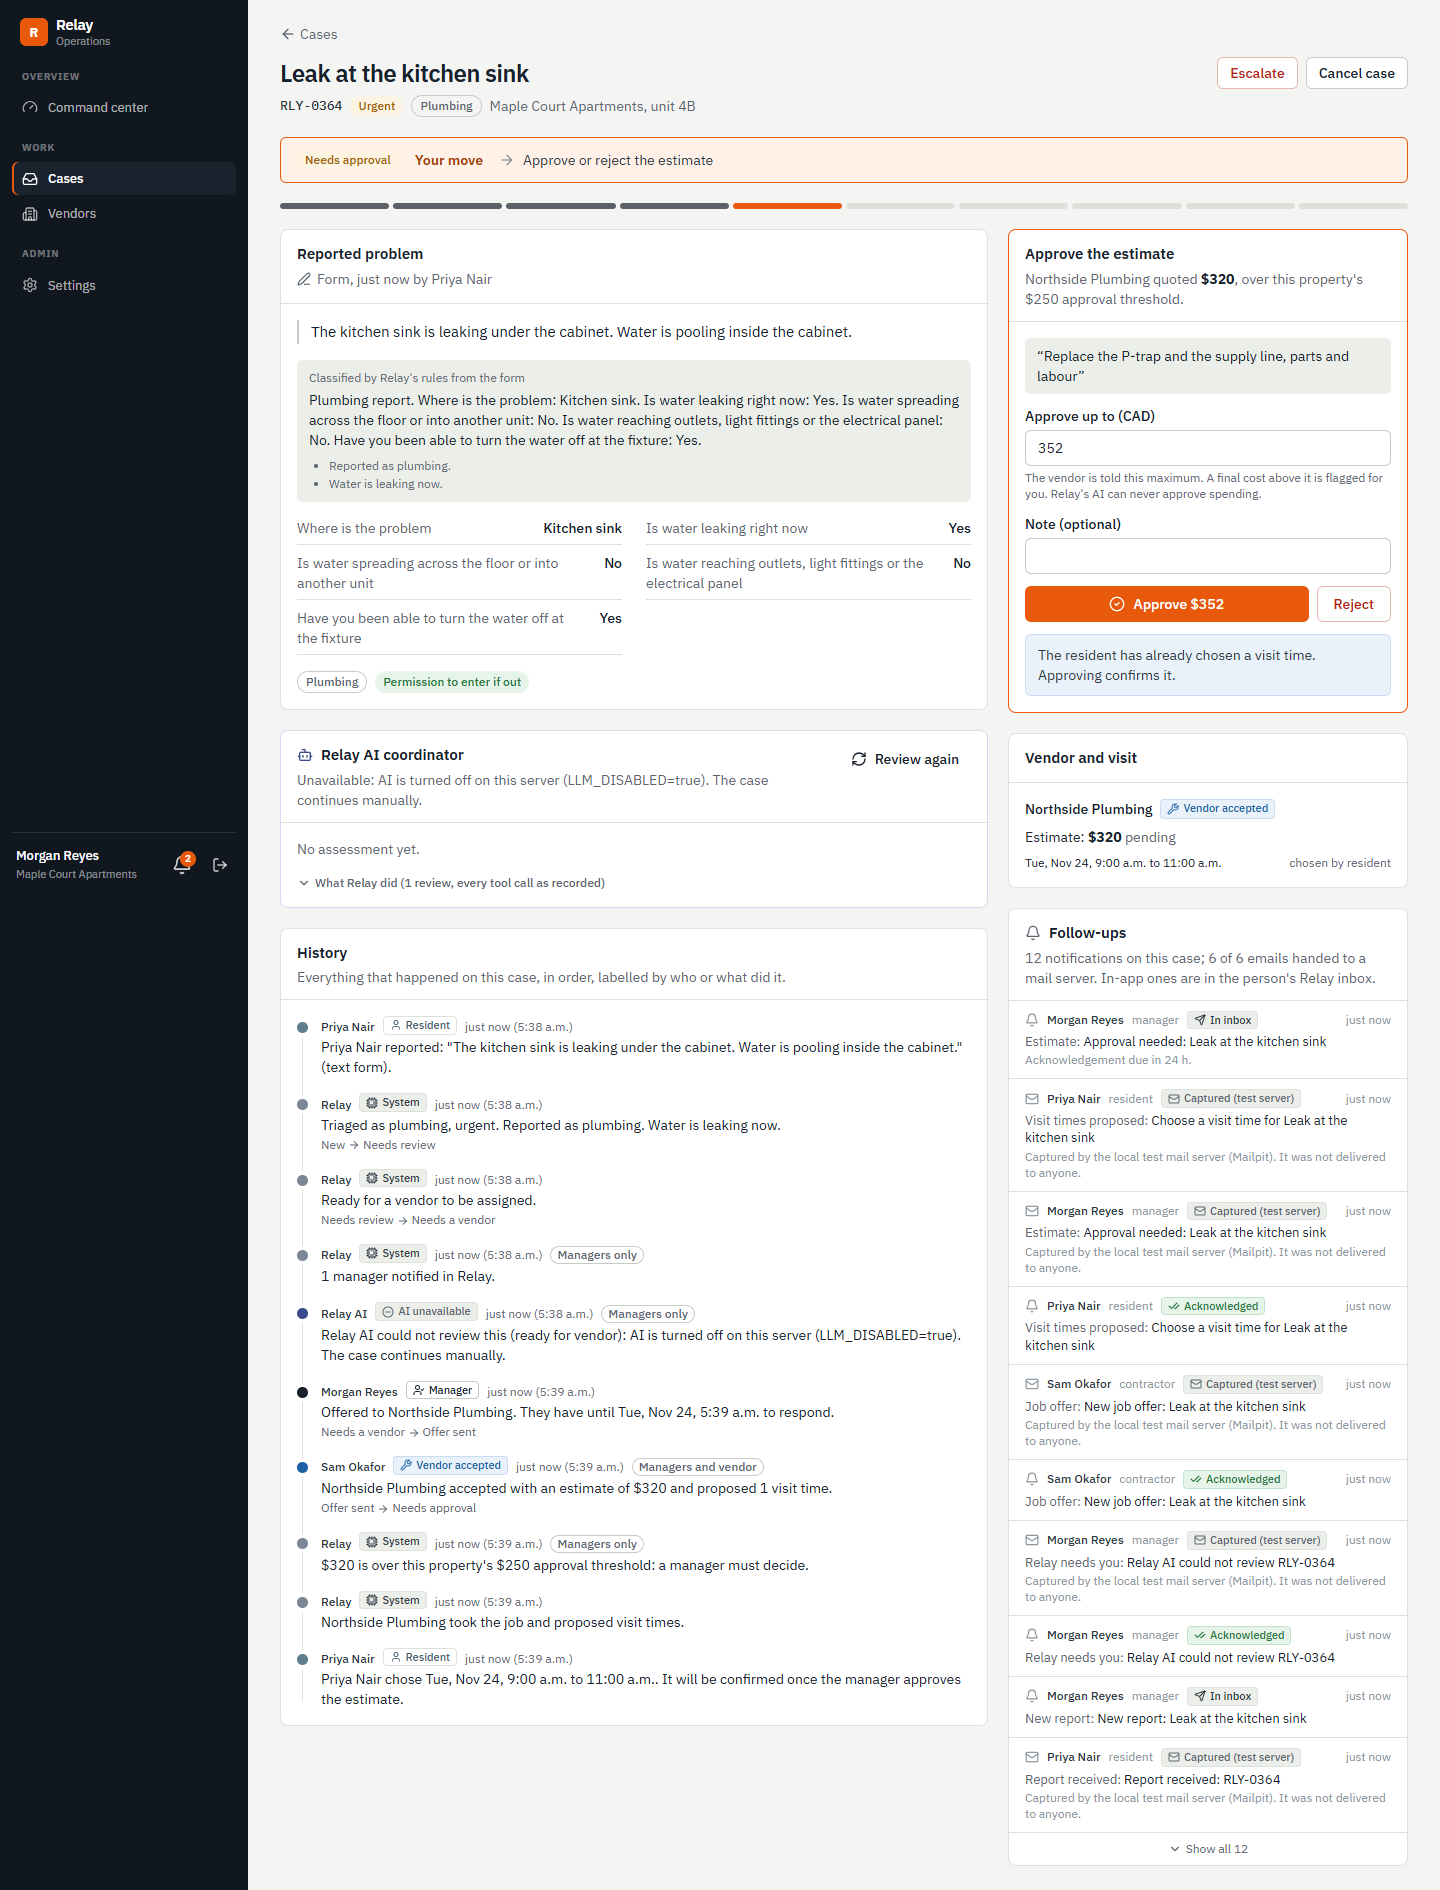 R
Relay
Operations
OVERVIEW
Command center
WORK
Cases
Vendors
ADMIN
Settings
Morgan Reyes
Maple Court Apartments
2
Cases
Leak at the kitchen sink
Escalate
Cancel case
RLY-0364 Urgent Plumbing Maple Court Apartments, unit 4B
Needs approval Your move Approve or reject the estimate
Reported problem
Form, just now by Priya Nair
The kitchen sink is leaking under the cabinet. Water is pooling inside the cabinet.
Classified by Relay's rules from the form
Plumbing report. Where is the problem: Kitchen sink. Is water leaking right now: Yes. Is water spreading
across the floor or into another unit: No. Is water reaching outlets, light fittings or the electrical panel:
No. Have you been able to turn the water off at the fixture: Yes.
Reported as plumbing.
Water is leaking now.
Where is the problem Kitchen sink
Is water leaking right now Yes
Is water spreading across the floor or into No
another unit
Is water reaching outlets, light fittings or the No
electrical panel
Have you been able to turn the water off at Yes
the fixture
Plumbing Permission to enter if out
Relay AI coordinator
Review again
Unavailable: AI is turned off on this server (LLM_DISABLED=true). The case
continues manually.
No assessment yet.
What Relay did (1 review, every tool call as recorded)
History
Everything that happened on this case, in order, labelled by who or what did it.
Priya Nair Resident just now (5:38 a.m.)
Priya Nair reported: "The kitchen sink is leaking under the cabinet. Water is pooling inside the cabinet."
(text form).
Relay System just now (5:38 a.m.)
Triaged as plumbing, urgent. Reported as plumbing. Water is leaking now.
New → Needs review
Relay System just now (5:38 a.m.)
Ready for a vendor to be assigned.
Needs review → Needs a vendor
Relay System just now (5:38 a.m.) Managers only
1 manager notified in Relay.
Relay AI AI unavailable just now (5:38 a.m.) Managers only
Relay AI could not review this (ready for vendor): AI is turned off on this server (LLM_DISABLED=true).
The case continues manually.
Morgan Reyes Manager just now (5:39 a.m.)
Offered to Northside Plumbing. They have until Tue, Nov 24, 5:39 a.m. to respond.
Needs a vendor → Offer sent
Sam Okafor Vendor accepted just now (5:39 a.m.) Managers and vendor
Northside Plumbing accepted with an estimate of $320 and proposed 1 visit time.
Offer sent → Needs approval
Relay System just now (5:39 a.m.) Managers only
$320 is over this property's $250 approval threshold: a manager must decide.
Relay System just now (5:39 a.m.)
Northside Plumbing took the job and proposed visit times.
Priya Nair Resident just now (5:39 a.m.)
Priya Nair chose Tue, Nov 24, 9:00 a.m. to 11:00 a.m.. It will be confirmed once the manager approves
the estimate.
Approve the estimate
Northside Plumbing quoted $320, over this property's
$250 approval threshold.
“Replace the P-trap and the supply line, parts and
labour”
Approve up to (CAD)
352
The vendor is told this maximum. A final cost above it is flagged for
you. Relay's AI can never approve spending.
Note (optional)
Approve $352
Reject
The resident has already chosen a visit time.
Approving confirms it.
Vendor and visit
Northside Plumbing Vendor accepted
Estimate: $320 pending
Tue, Nov 24, 9:00 a.m. to 11:00 a.m. chosen by resident
Follow-ups
12 notifications on this case; 6 of 6 emails handed to a
mail server. In-app ones are in the person's Relay inbox.
Morgan Reyes manager In inbox just now
Estimate: Approval needed: Leak at the kitchen sink
Acknowledgement due in 24 h.
Priya Nair resident Captured (test server) just now
Visit times proposed: Choose a visit time for Leak at the
kitchen sink
Captured by the local test mail server (Mailpit). It was not delivered
to anyone.
Morgan Reyes manager Captured (test server) just now
Estimate: Approval needed: Leak at the kitchen sink
Captured by the local test mail server (Mailpit). It was not delivered
to anyone.
Priya Nair resident Acknowledged just now
Visit times proposed: Choose a visit time for Leak at the
kitchen sink
Sam Okafor contractor Captured (test server) just now
Job offer: New job offer: Leak at the kitchen sink
Captured by the local test mail server (Mailpit). It was not delivered
to anyone.
Sam Okafor contractor Acknowledged just now
Job offer: New job offer: Leak at the kitchen sink
Morgan Reyes manager Captured (test server) just now
Relay needs you: Relay AI could not review RLY-0364
Captured by the local test mail server (Mailpit). It was not delivered
to anyone.
Morgan Reyes manager Acknowledged just now
Relay needs you: Relay AI could not review RLY-0364
Morgan Reyes manager In inbox just now
New report: New report: Leak at the kitchen sink
Priya Nair resident Captured (test server) just now
Report received: Report received: RLY-0364
Captured by the local test mail server (Mailpit). It was not delivered
to anyone.
Show all 12